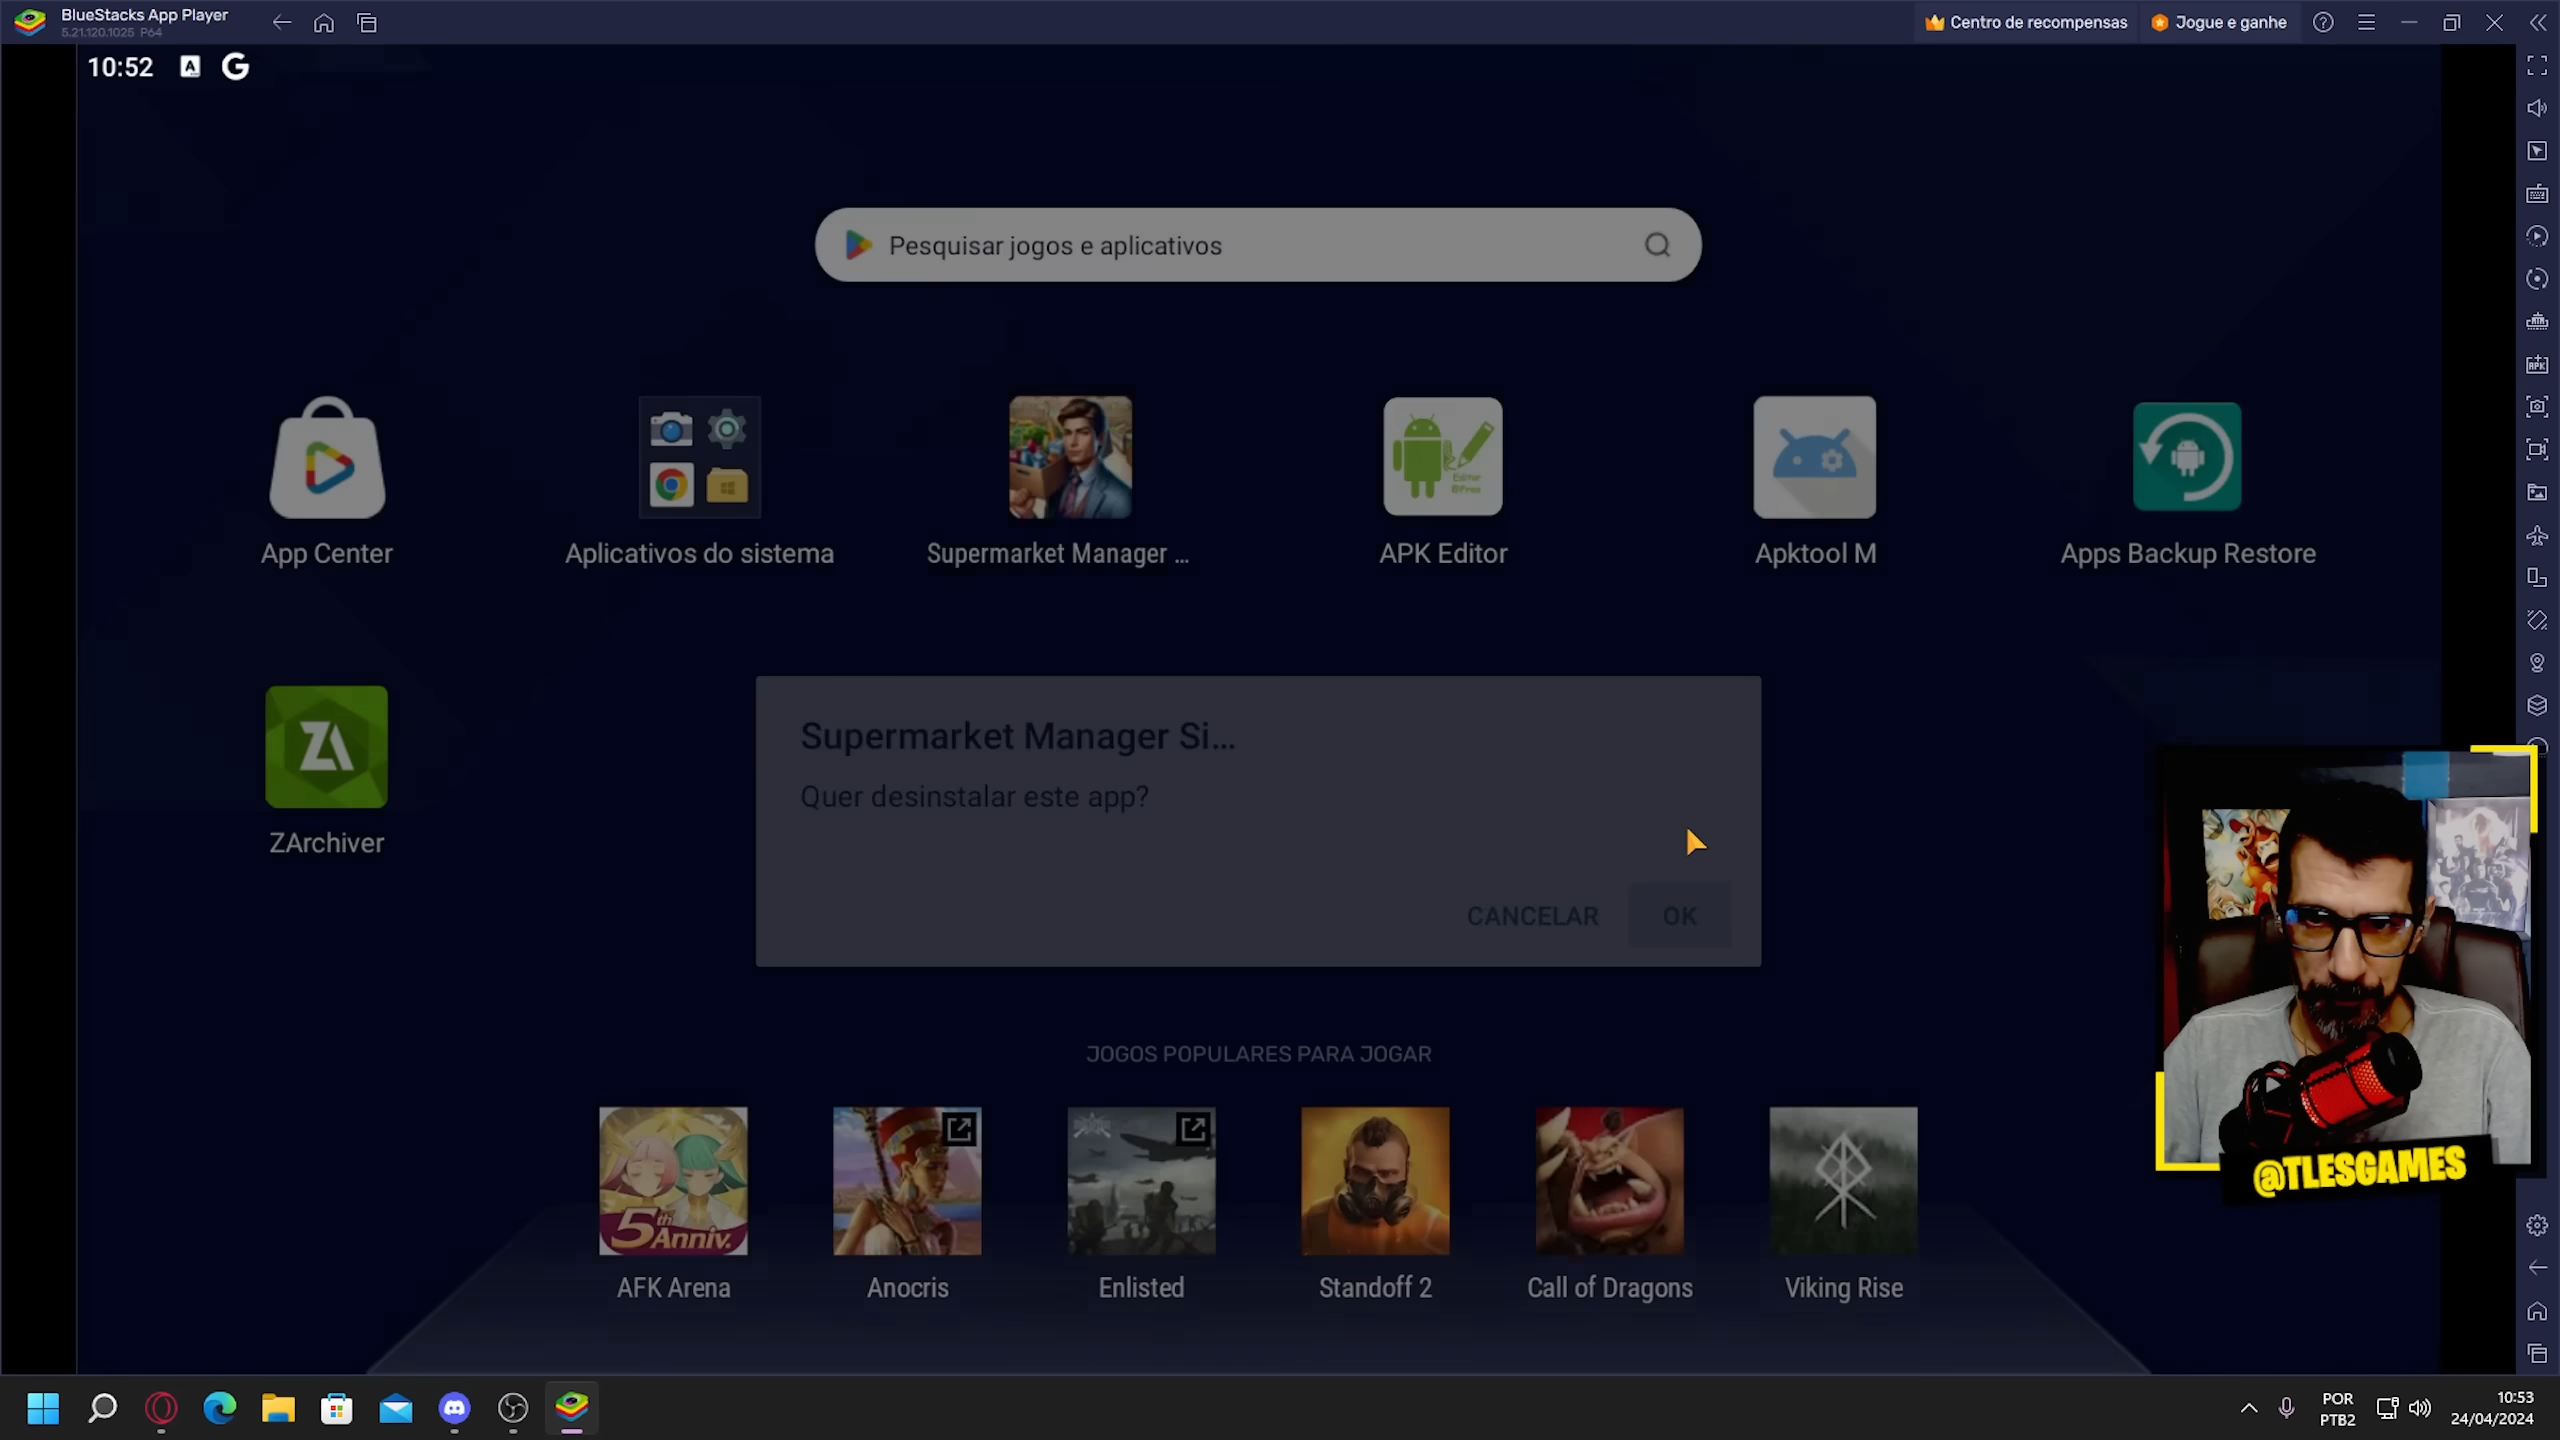 BlueStacks App Player
5.21.120.1025 P64
Centro de recompensas
Jogue e ganhe
10:52
Pesquisar jogos e aplicativos
App Center
Aplicativos do sistema
Supermarket Manager ...
APK Editor
Apktool M
Apps Backup Restore
ZArchiver
Supermarket Manager Si...
Quer desinstalar este app?
CANCELAR
OK
JOGOS POPULARES PARA JOGAR
5th Anniv.
AFK Arena
Anocris
Enlisted
Standoff 2
Call of Dragons
Viking Rise
@TLESGAMES
POR
PTB2
10:53
24/04/2024